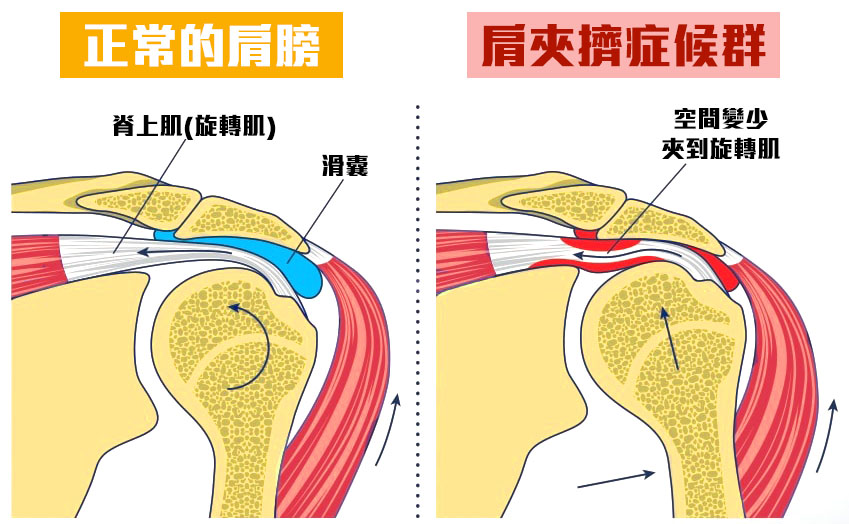 正常的肩膀
肩夾擠症候群
脊上肌(旋轉肌)
滑囊
空間變少
夾到旋轉肌